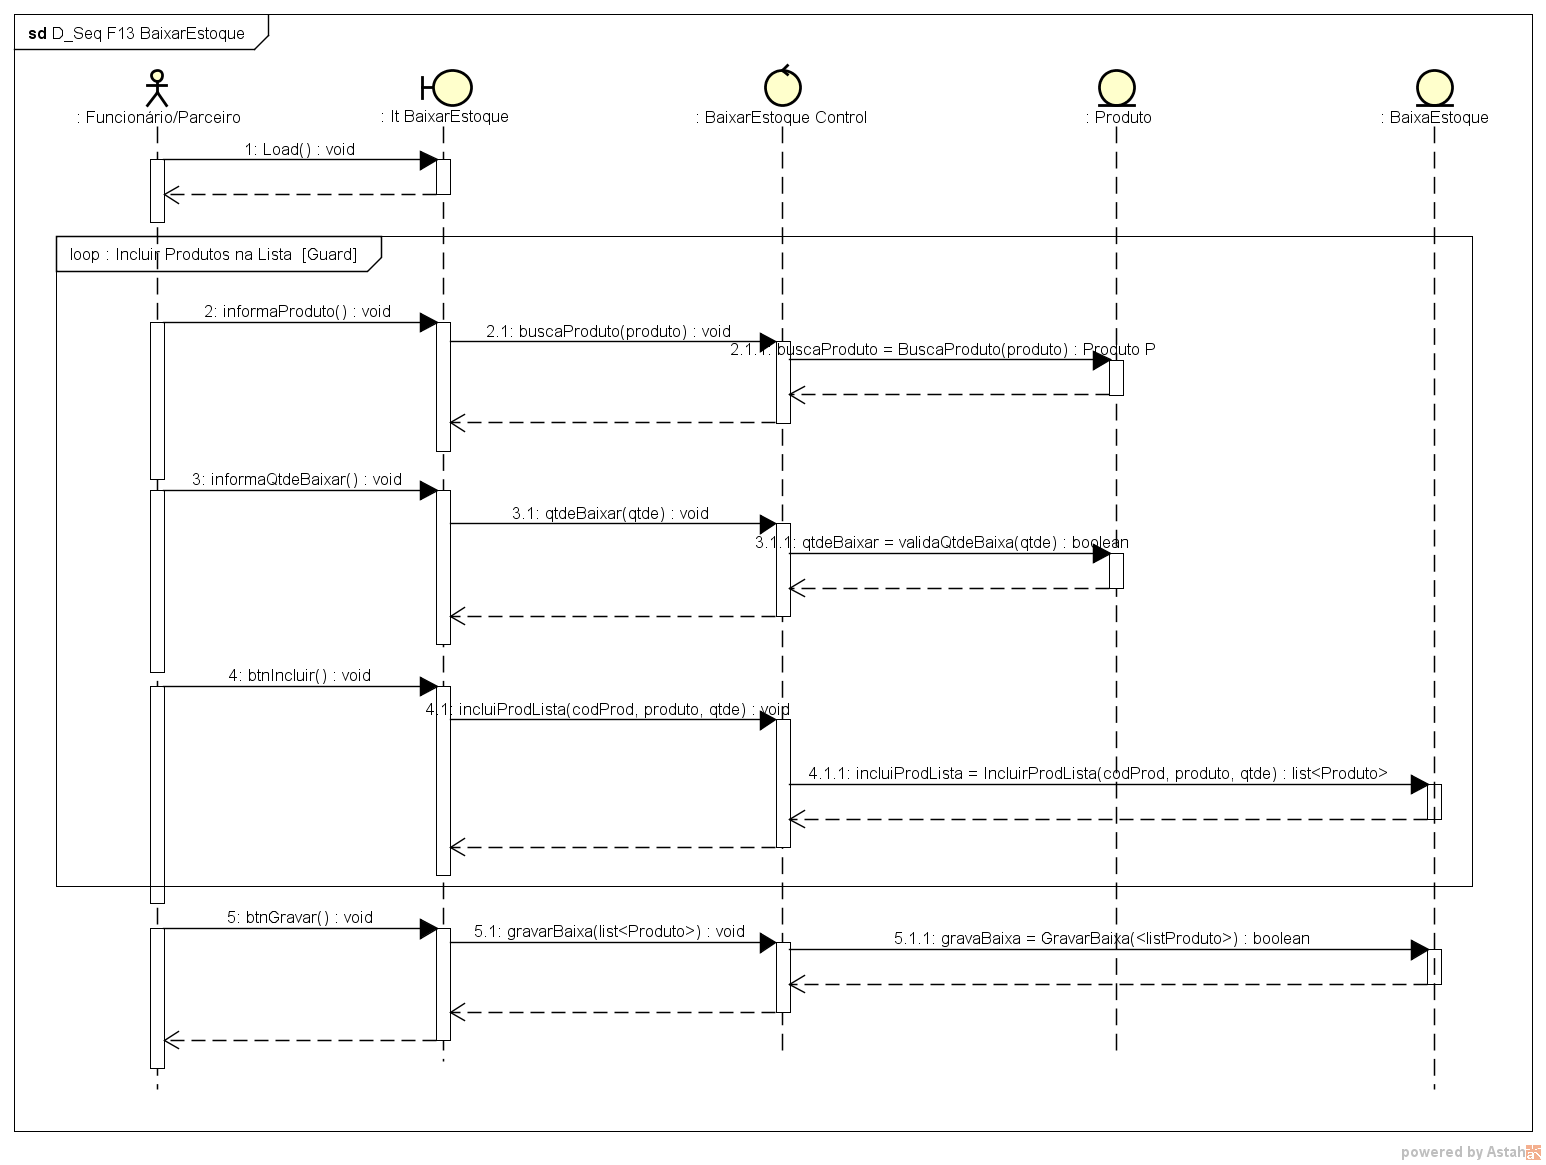 sd D_Seq F13 BaixarEstoque
: Funcionário/Parceiro
: It BaixarEstoque
: BaixarEstoque Control
: Produto
: BaixaEstoque
1: Load() : void
loop : Incluir Produtos na Lista [Guard]
2: informaProduto() : void
2.1: buscaProduto(produto) : void
2.1.1: buscaProduto = BuscaProduto(produto) : Produto P
3: informaQtdeBaixar() : void
3.1: qtdeBaixar(qtde) : void
3.1.1: qtdeBaixar = validaQtdeBaixa(qtde) : boolean
4: btnIncluir() : void
4.1: incluiProdLista(codProd, produto, qtde) : void
4.1.1: incluiProdLista = IncluirProdLista(codProd, produto, qtde) : list<Produto>
5: btnGravar() : void
5.1: gravarBaixa(list<Produto>) : void
5.1.1: gravaBaixa = GravarBaixa(<listProduto>) : boolean
powered by Astah